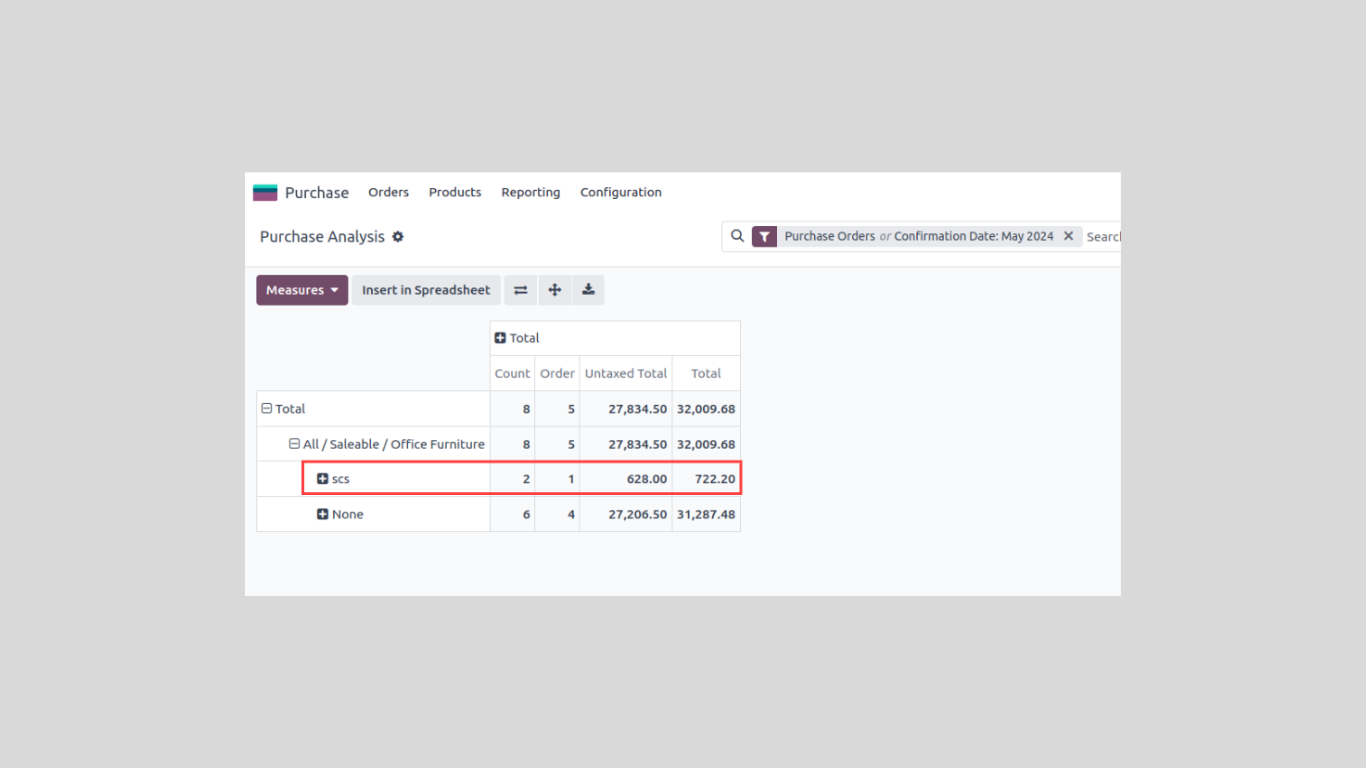 Purchase Orders Products Reporting Configuration
Purchase Analysis Purchase Orders or Confirmation Date: May 2024 ✕
Measures Insert in Spreadsheet
Total
Count Order Untaxed Total Total
Total 8 5 27,834.50 32,009.68
All / Saleable / Office Furniture 8 5 27,834.50 32,009.68
scs 2 1 628.00 722.20
None 6 4 27,206.50 31,287.48